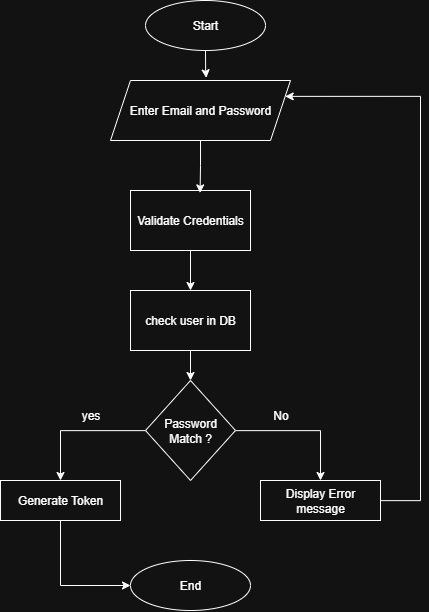 Start
Enter Email and Password
Validate Credentials
check user in DB
yes
Password
Match ?
No
Generate Token
Display Error
message
End